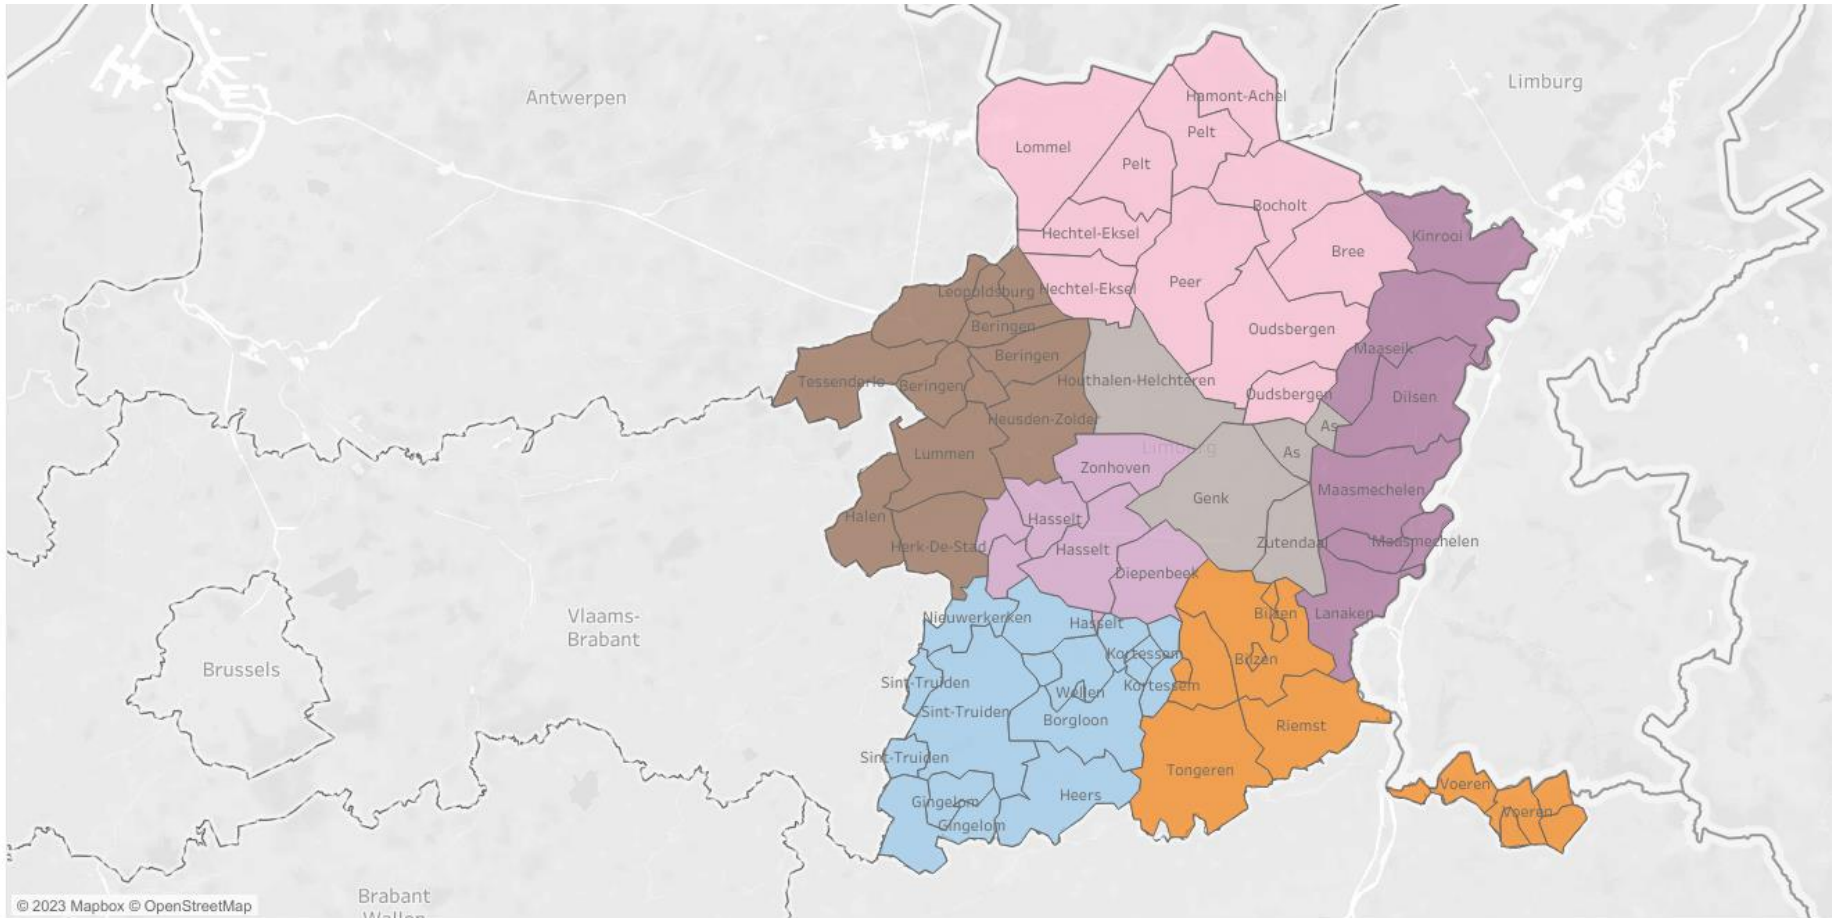 Limburg
Antwerpen
Hamont-Achel
Pelt
Lommel
Pelt
Bocholt
Hechtel-Eksel
Kinrooi
Bree
Peer
Hechtel-Eksel
Leopoldsburg
Beringen
Oudsbergen
Maaseik
Beringen
Houthalen-Helchteren
Tessenderlo
Beringen
Oudsbergen
Dilsen
Heusden-Zolder
As
Limburg
As
Lummen
Zonhoven
Maasmechelen
Genk
Halen
Hasselt
Maasmechelen
Zutendaal
Herk-De-Stad
Hasselt
Diepenbeek
Bilzen
Lanaken
Nieuwerkerken
Hasselt
Vlaams-
Brabant
Kortessem
Bilzen
Brussels
Sint-Truiden
Kortessem
Wellen
Sint-Truiden
Borgloon
Riemst
Sint-Truiden
Tongeren
Voeren
Heers
Gingelom
Voeren
Gingelom
Brabant
Wallon
© 2023 Mapbox © OpenStreetMap